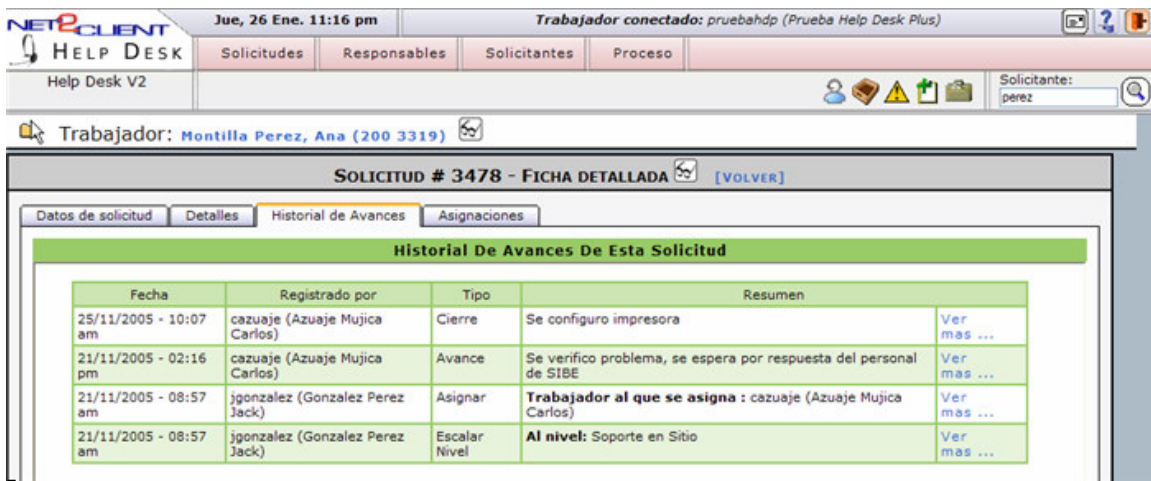 NET2CLIENT
HELP DESK
Jue, 26 Ene. 11:16 pm
Trabajador conectado: pruebahdp (Prueba Help Desk Plus)
Solicitudes Responsables Solicitantes Proceso
Help Desk V2
Solicitante:
perez
Trabajador: Montilla Perez, Ana (200 3319)
SOLICITUD # 3478 - FICHA DETALLADA [VOLVER]
Datos de solicitud Detalles Historial de Avances Asignaciones
Historial De Avances De Esta Solicitud
Fecha Registrado por Tipo Resumen
25/11/2005 - 10:07 cazuaje (Azuaje Mujica Cierre Se configuro impresora Ver
am Carlos) mas ...
21/11/2005 - 02:16 cazuaje (Azuaje Mujica Avance Se verifico problema, se espera por respuesta del personal Ver
pm Carlos) de SIBE mas ...
21/11/2005 - 08:57 jgonzalez (Gonzalez Perez Asignar Trabajador al que se asigna : cazuaje (Azuaje Mujica Ver
am Jack) Carlos) mas ...
21/11/2005 - 08:57 jgonzalez (Gonzalez Perez Escalar Al nivel: Soporte en Sitio Ver
am Jack) Nivel mas ...